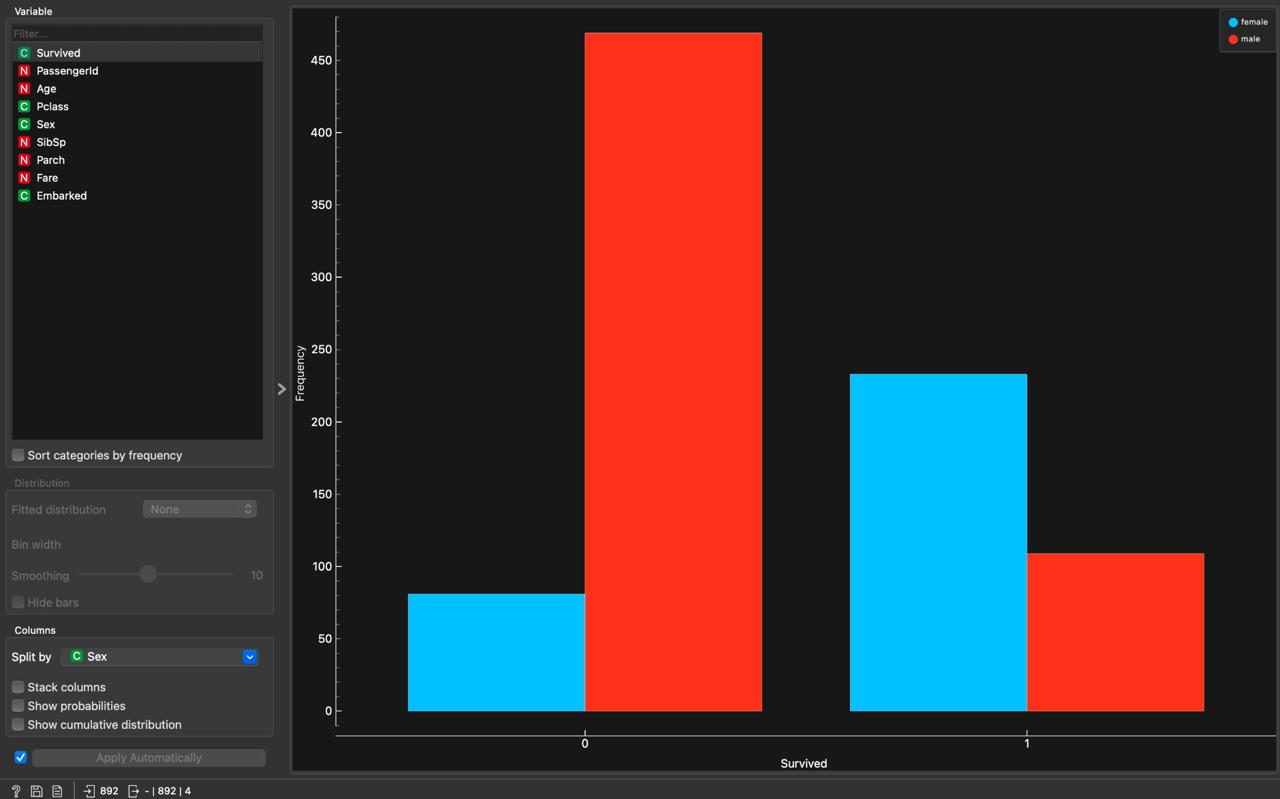 Variable
Filter...
C Survived
N PassengerId
N Age
C Pclass
C Sex
N SibSp
N Parch
N Fare
C Embarked
Sort categories by frequency
Distribution
Fitted distribution None
Bin width
Smoothing 10
Hide bars
Columns
Split by C Sex
Stack columns
Show probabilities
Show cumulative distribution
Apply Automatically
? 892 - | 892 | 4
female
male
Frequency
450
400
350
300
250
200
150
100
50
0
0 1
Survived